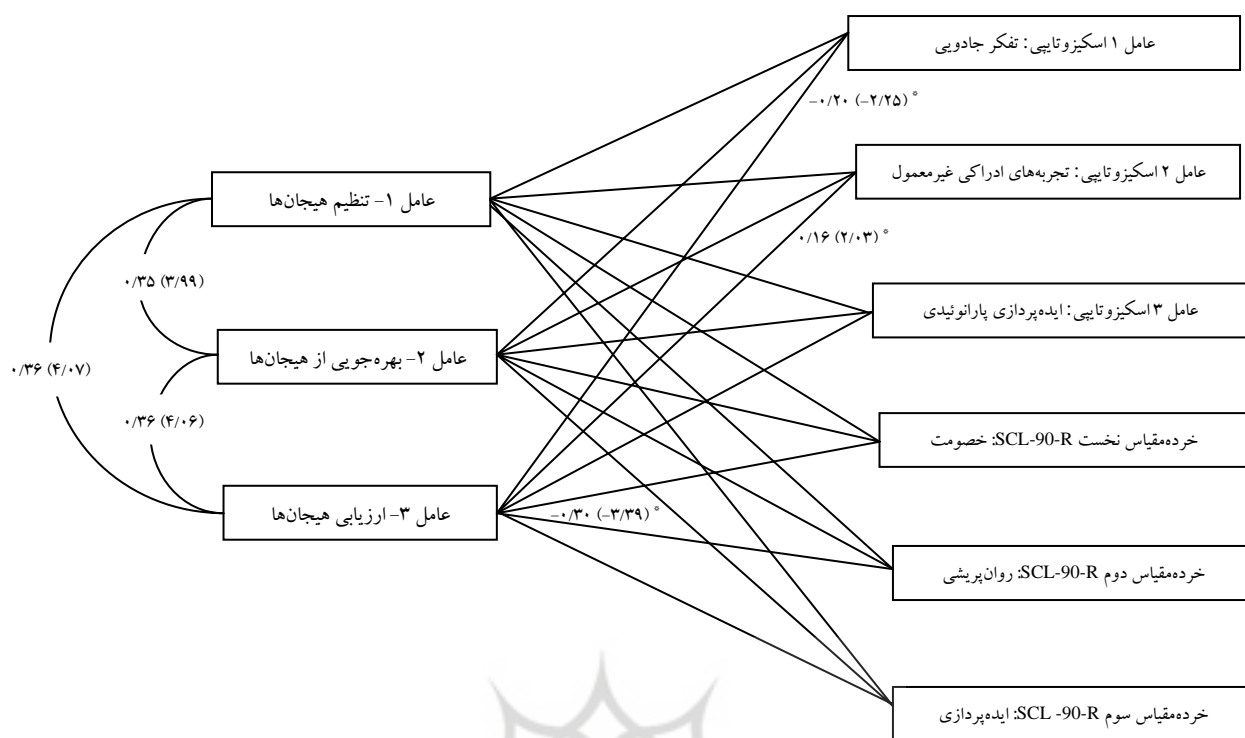 عامل ۱ اسکیزوتایپی: تفکر جادویی
−۰/۲۰ (−۲/۲۵) *
عامل ۲ اسکیزوتایپی: تجربه‌های ادراکی غیرمعمول
عامل ۱− تنظیم هیجان‌ها
۰/۱۶ (۲/۰۳) *
۰/۳۵ (۳/۹۹)
عامل ۳ اسکیزوتایپی: ایده‌پردازی پارانوئیدی
عامل ۲− بهره‌جویی از هیجان‌ها
۰/۳۶ (۴/۰۷)
۰/۳۶ (۴/۰۶)
خرده‌مقیاس نخست SCL-90-R: خصومت
عامل ۳− ارزیابی هیجان‌ها
−۰/۳۰ (−۳/۳۹) *
خرده‌مقیاس دوم SCL-90-R: روان‌پریشی
خرده‌مقیاس سوم SCL -90-R: ایده‌پردازی